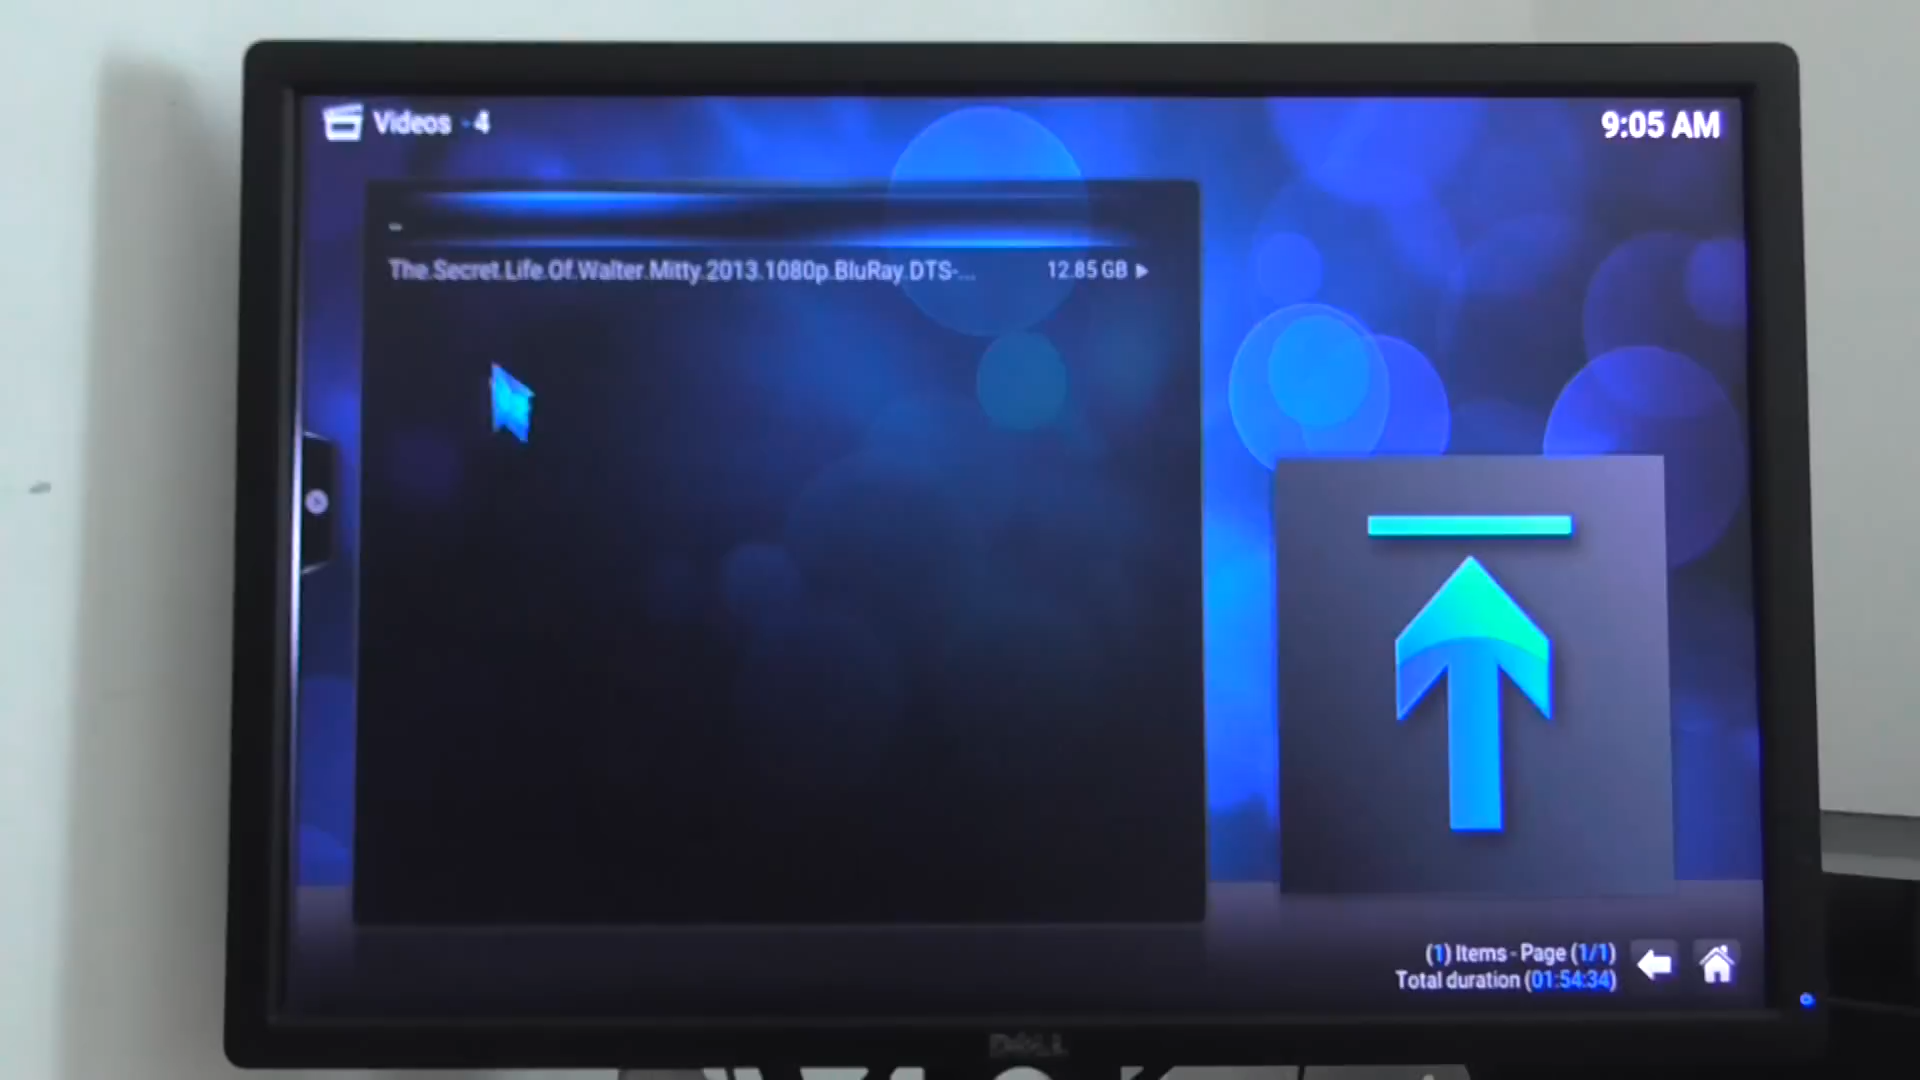 Videos - 4
9:05 AM
The.Secret.Life.Of.Walter.Mitty.2013.1080p.BluRay.DTS-... 12.85 GB
(1) Items - Page (1/1)
Total duration (01:54:34)
DELL